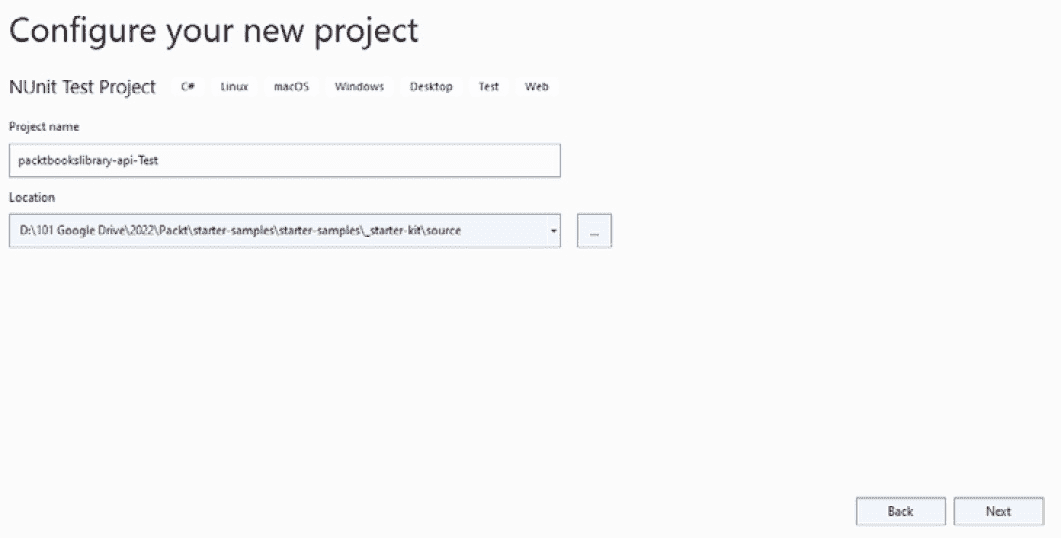 Configure your new project
NUnit Test Project C# Linux macOS Windows Desktop Test Web
Project name
packtbookslibrary-api-Test
Location
D:\101 Google Drive\2022\Packt\starter-samples\starter-samples\_starter-kit\source ...
Back Next